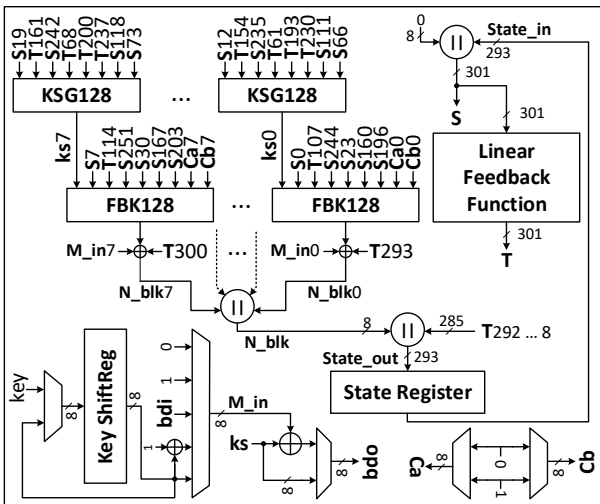 S19 T161 S242 T68 T200 T237 S118 S73
S12 T154 S235 T61 T193 T230 S111 S66
0
8
||
State_in
293
301
S
301
KSG128
...
KSG128
ks7
S7 T114 S251 S30 S167 S203 Ca7 Cb7
ks0
S0 T107 S244 S23 S160 S196 Ca0 Cb0
Linear
Feedback
Function
301
T
FBK128
...
FBK128
M_in7
T300
...
M_in0
T293
N_blk7
||
N_blk0
N_blk
8
||
285
T292 ... 8
State_out
293
State Register
key
8
Key ShiftReg
8
0
1
bdi
1
M_in
8
ks
8
8
bdo
Ca
8
0
1
8
Cb